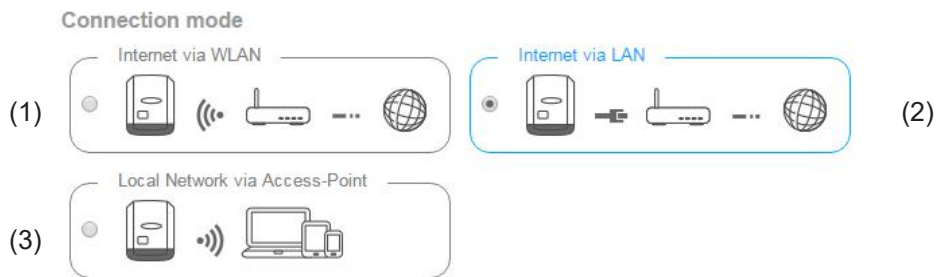 Connection mode
Internet via WLAN
Internet via LAN
(1)
(2)
Local Network via Access-Point
(3)